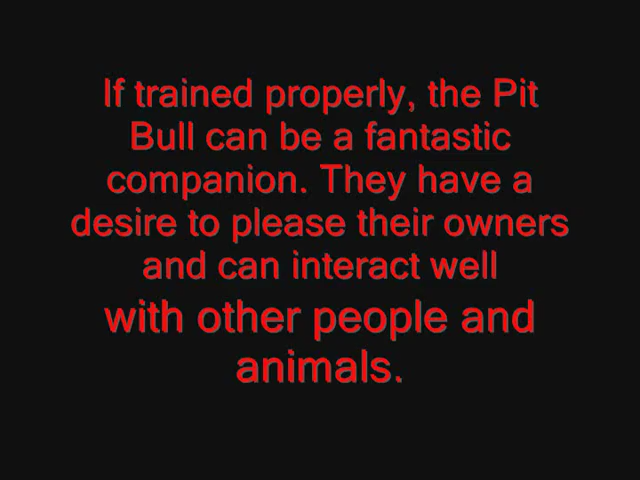 If trained properly, the Pit
Bull can be a fantastic
companion. They have a
desire to please their owners
and can interact well
with other people and
animals.